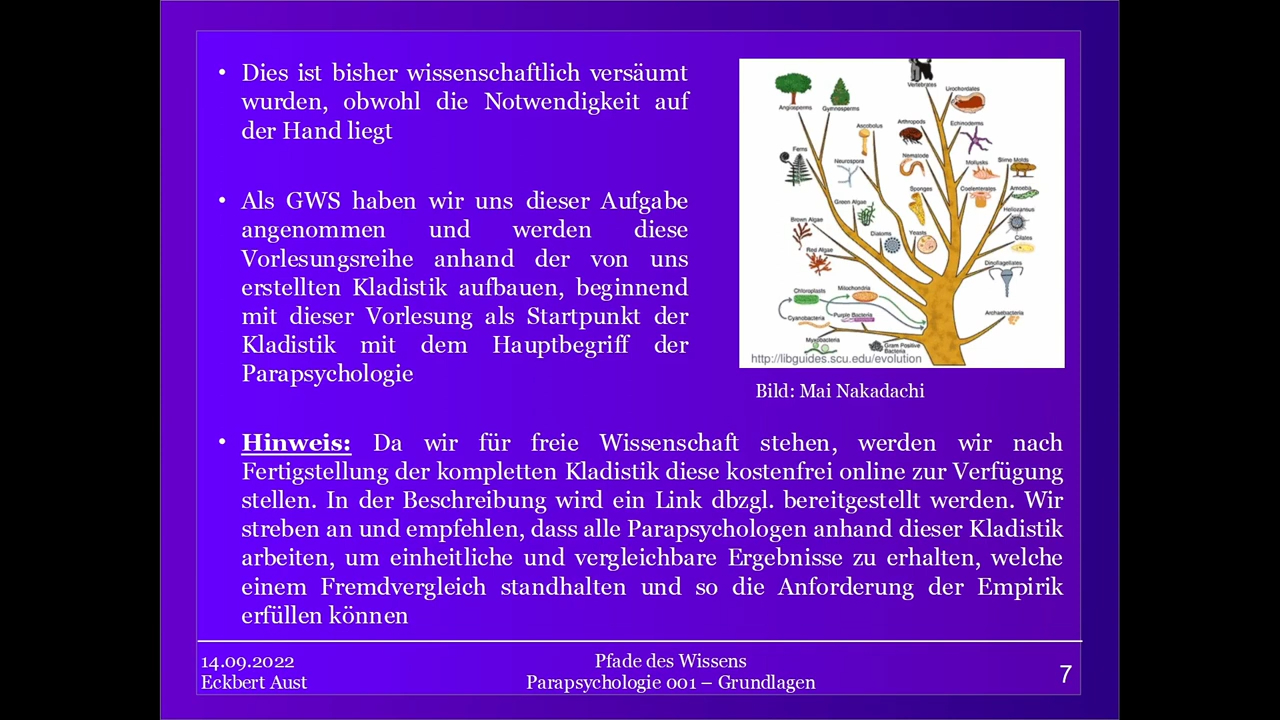 • Dies ist bisher wissenschaftlich versäumt
wurden, obwohl die Notwendigkeit auf
der Hand liegt
• Als GWS haben wir uns dieser Aufgabe
angenommen und werden diese
Vorlesungsreihe anhand der von uns
erstellten Kladistik aufbauen, beginnend
mit dieser Vorlesung als Startpunkt der
Kladistik mit dem Hauptbegriff der
Parapsychologie
Vertebrates
Urochordates
Angiosperms
Gymnosperms
Ascobolus
Arthropods
Echinoderms
Ferns
Neurospora
Nematode
Mollusks
Slime Molds
Sponges
Coelenterates
Amoeba
Green Algae
Heliozoans
Brown Algae
Diatoms
Yeasts
Ciliates
Red Algae
Dinoflagellates
Chloroplasts
Mitochondria
Cyanobacteria
Purple Bacteria
Archaebacteria
Myxobacteria
Gram Positive
Bacteria
http://libguides.scu.edu/evolution
Bild: Mai Nakadachi
• Hinweis: Da wir für freie Wissenschaft stehen, werden wir nach
Fertigstellung der kompletten Kladistik diese kostenfrei online zur Verfügung
stellen. In der Beschreibung wird ein Link dbzgl. bereitgestellt werden. Wir
streben an und empfehlen, dass alle Parapsychologen anhand dieser Kladistik
arbeiten, um einheitliche und vergleichbare Ergebnisse zu erhalten, welche
einem Fremdvergleich standhalten und so die Anforderung der Empirik
erfüllen können
14.09.2022
Eckbert Aust
Pfade des Wissens
Parapsychologie 001 – Grundlagen
7